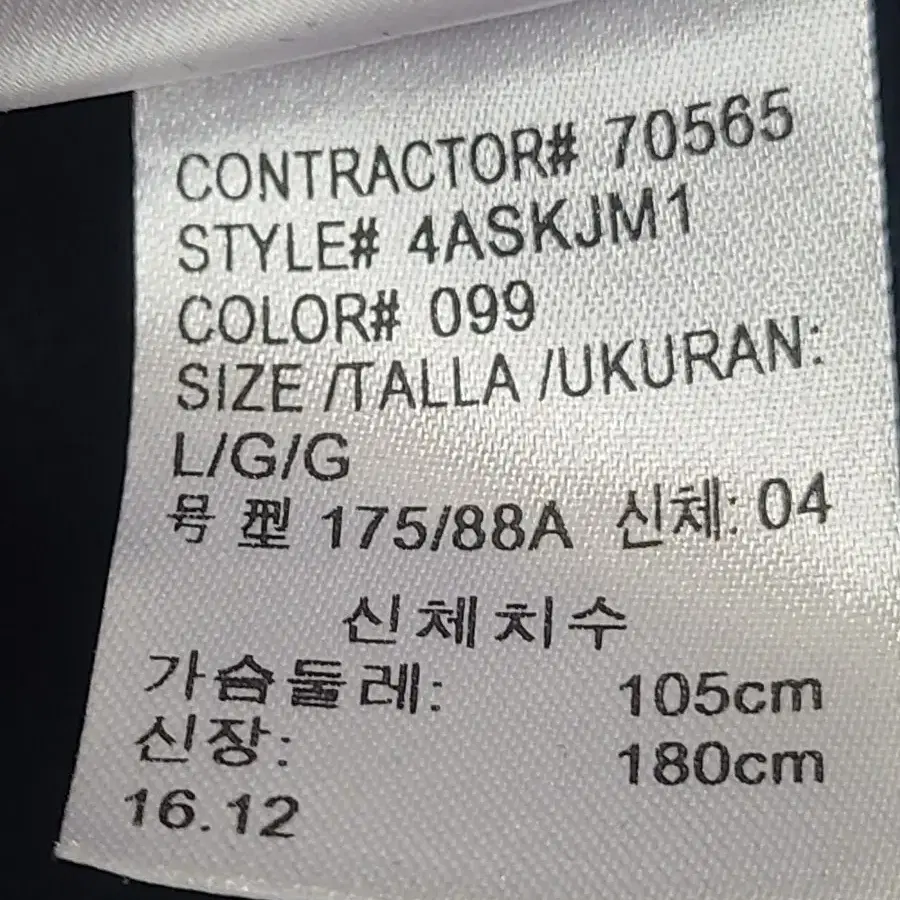 CONTRACTOR# 70565
STYLE# 4ASKJM1
COLOR# 099
SIZE /TALLA /UKURAN:
L/G/G
号 型 175/88A 신체: 04
신체치수
가슴둘레: 105cm
신장: 180cm
16.12